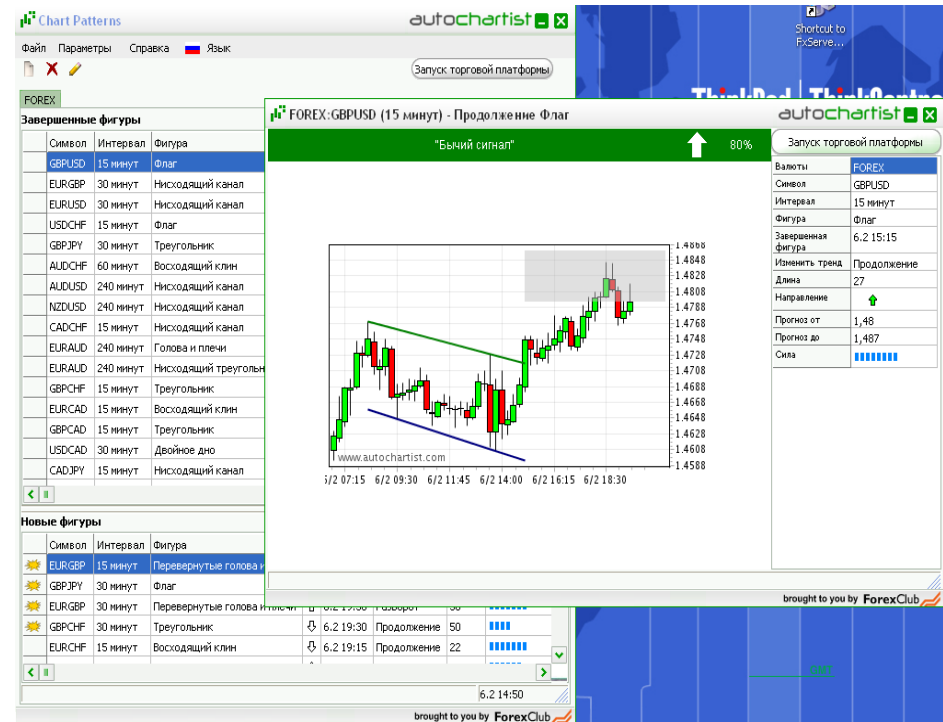 Chart Patterns
autochartist
Файл Параметры Справка Язык
Запуск торговой платформы
FOREX
Завершенные фигуры
Символ Интервал Фигура
GBPUSD 15 минут Флаг
EURGBP 30 минут Нисходящий канал
EURUSD 30 минут Нисходящий канал
USDCHF 15 минут Флаг
GBPJPY 30 минут Треугольник
AUDCHF 60 минут Восходящий клин
AUDUSD 240 минут Нисходящий канал
NZDUSD 240 минут Нисходящий канал
CADCHF 15 минут Нисходящий канал
EURAUD 240 минут Голова и плечи
EURAUD 240 минут Нисходящий треугольн
GBPCHF 15 минут Треугольник
EURCAD 15 минут Восходящий клин
GBPCAD 15 минут Треугольник
USDCAD 30 минут Двойное дно
CADJPY 15 минут Нисходящий канал
Новые фигуры
Символ Интервал Фигура
EURGBP 15 минут Перевернутые голова и
GBPJPY 30 минут Флаг
EURGBP 30 минут Перевернутые голова и плечи 6.2 19:30 Разворот 30
GBPCHF 30 минут Треугольник 6.2 19:30 Продолжение 50
EURCHF 15 минут Восходящий клин 6.2 19:15 Продолжение 22
6.2 14:50
brought to you by ForexClub
Shortcut to
FxServe...
FOREX:GBPUSD (15 минут) - Продолжение Флаг
autochartist
"Бычий сигнал" 80%
Запуск торговой платформы
Валюты FOREX
Символ GBPUSD
Интервал 15 минут
Фигура Флаг
Завершенная
фигура 6.2 15:15
Изменить тренд Продолжение
Длина 27
Направление
Прогноз от 1,48
Прогноз до 1,487
Сила
1.4868
1.4848
1.4828
1.4808
1.4788
1.4768
1.4748
1.4728
1.4708
1.4688
1.4668
1.4648
1.4628
1.4608
1.4588
www.autochartist.com
6/2 07:15 6/2 09:30 6/2 11:45 6/2 14:00 6/2 16:15 6/2 18:30
brought to you by ForexClub